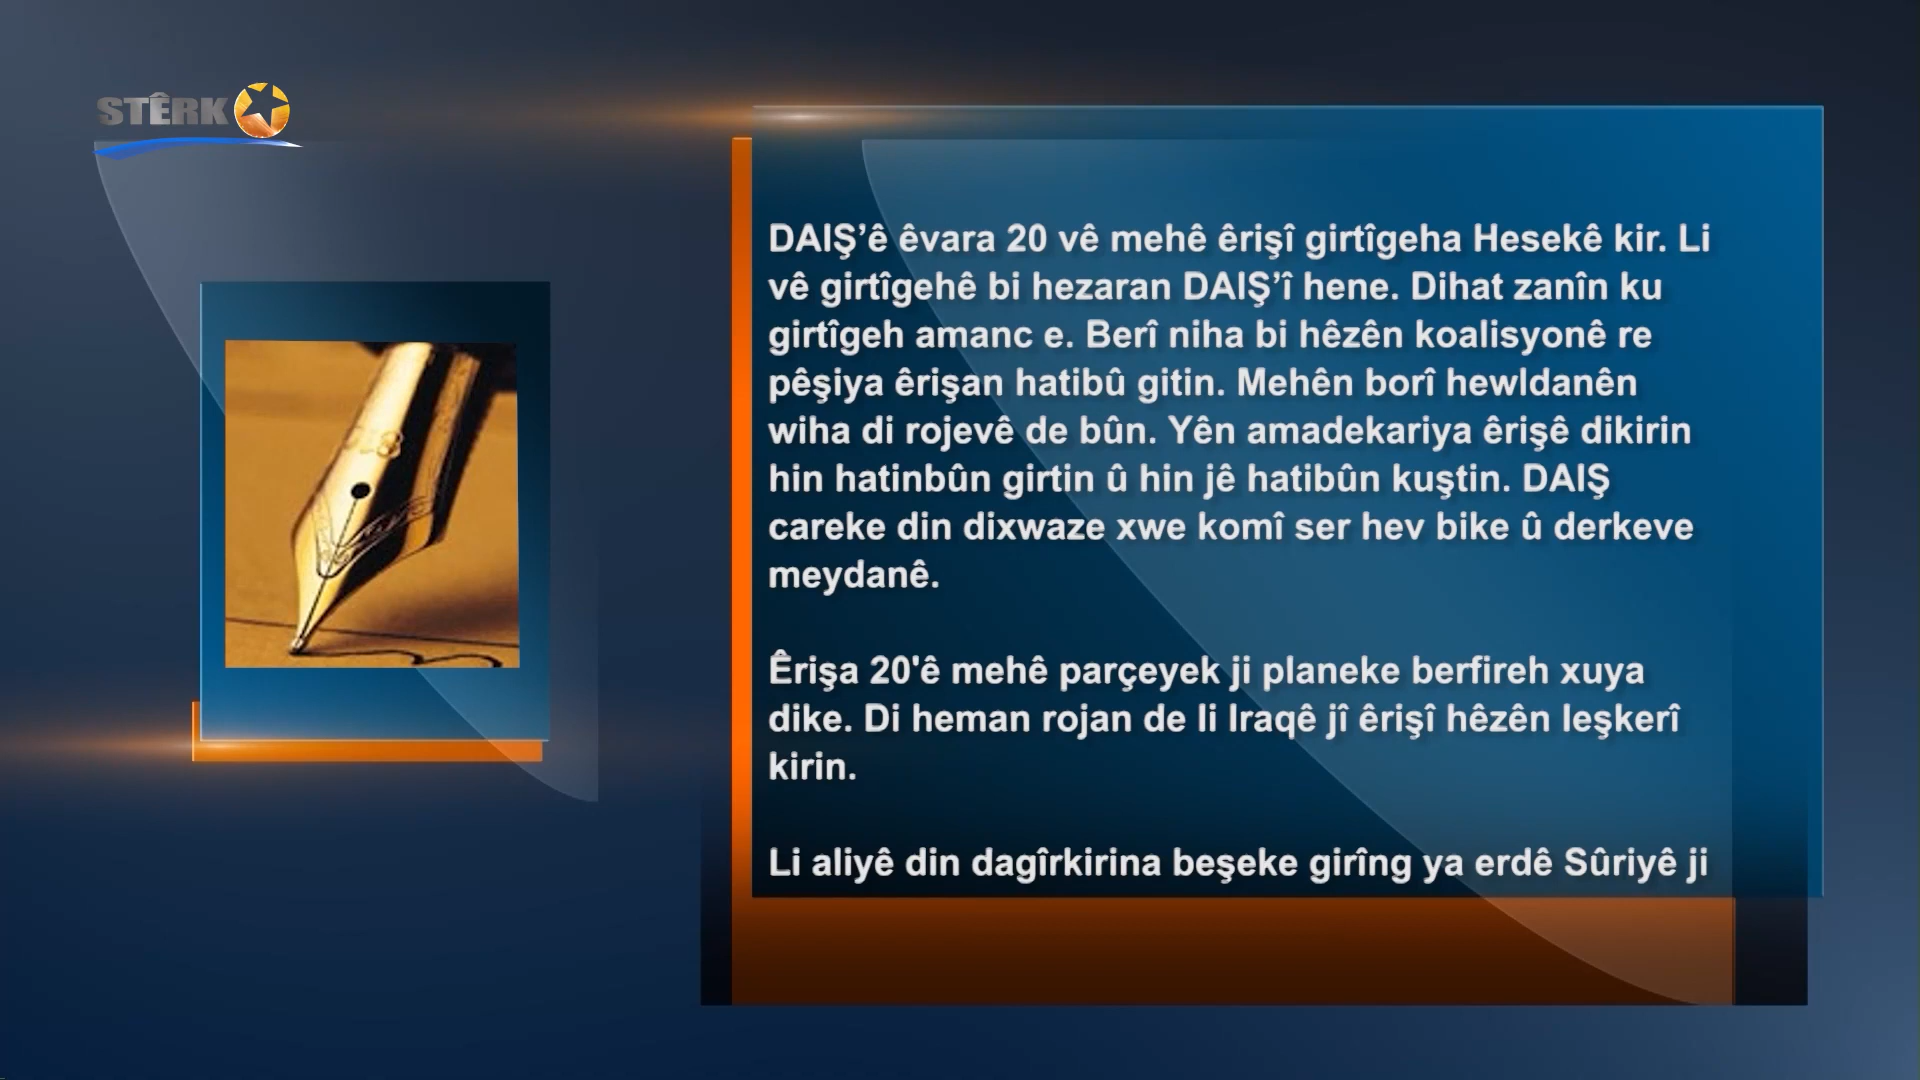 STÊRK
DAIŞ’ê êvara 20 vê mehê êrişî girtîgeha Hesekê kir. Li
vê girtîgehê bi hezaran DAIŞ’î hene. Dihat zanîn ku
girtîgeh amanc e. Berî niha bi hêzên koalisyonê re
pêşiya êrişan hatibû gitin. Mehên borî hewldanên
wiha di rojevê de bûn. Yên amadekariya êrişê dikirin
hin hatinbûn girtin û hin jê hatibûn kuştin. DAIŞ
careke din dixwaze xwe komî ser hev bike û derkeve
meydanê.
Êrişa 20'ê mehê parçeyek ji planeke berfireh xuya
dike. Di heman rojan de li Iraqê jî êrişî hêzên leşkerî
kirin.
Li aliyê din dagîrkirina beşeke girîng ya erdê Sûriyê ji